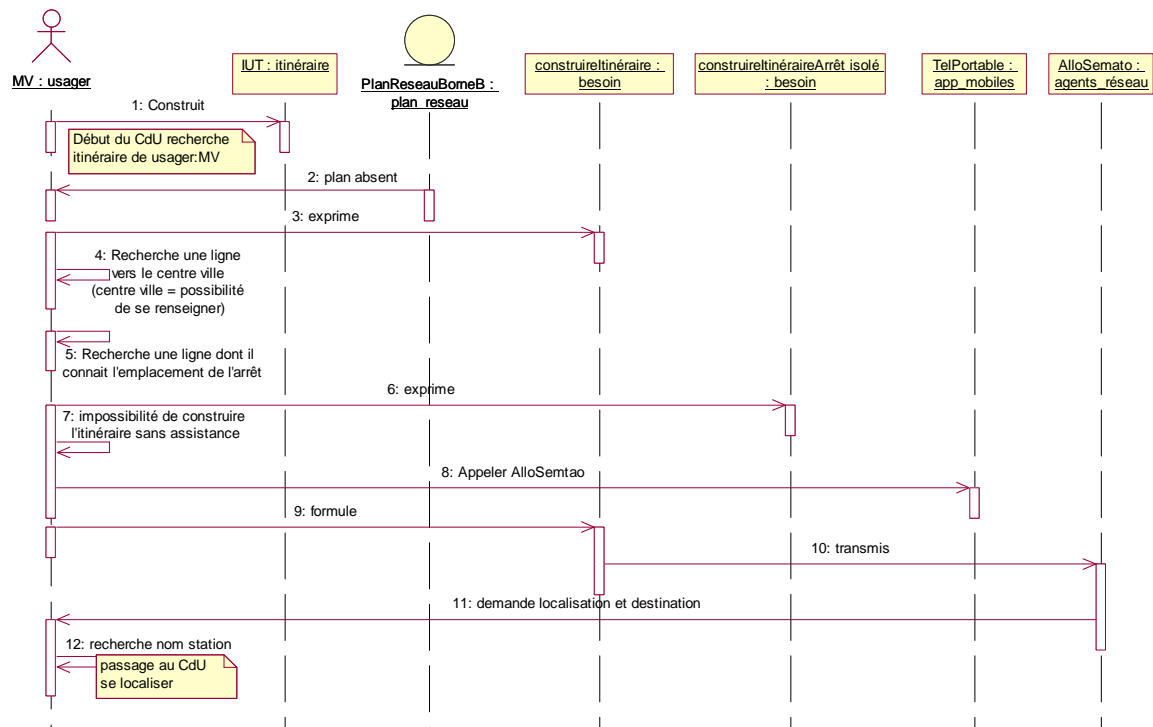 MV : usager
IUT : itinéraire
PlanReseauBorneB :
plan_reseau
construireItinéraire :
besoin
construireItinéraireArrêt isolé
: besoin
TelPortable :
app_mobiles
AlloSemato :
agents_réseau
1: Construit
Début du CdU recherche
itinéraire de usager:MV
2: plan absent
3: exprime
4: Recherche une ligne
vers le centre ville
(centre ville = possibilité
de se renseigner)
5: Recherche une ligne dont il
connait l'emplacement de l'arrêt
6: exprime
7: impossibilité de construire
l'itinéraire sans assistance
8: Appeler AlloSemtao
9: formule
10: transmis
11: demande localisation et destination
12: recherche nom station
passage au CdU
se localiser